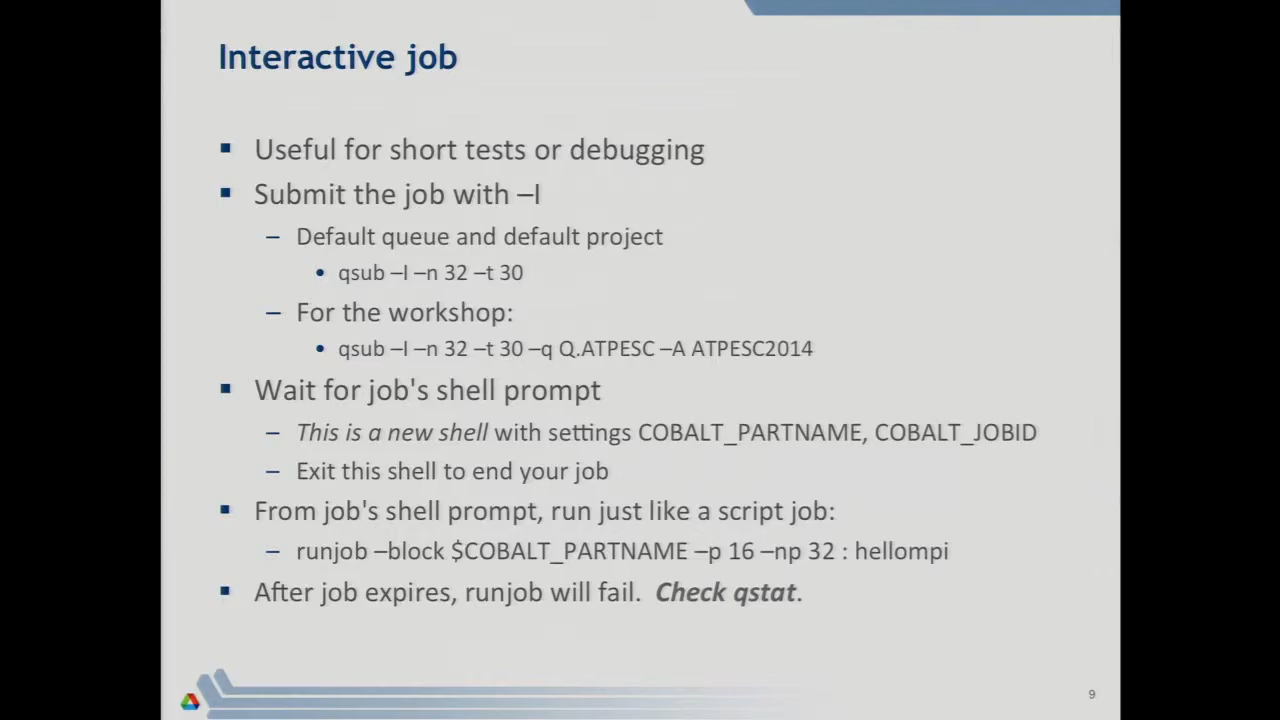 Interactive job
▪ Useful for short tests or debugging
▪ Submit the job with –I
– Default queue and default project
• qsub –I –n 32 –t 30
– For the workshop:
• qsub –I –n 32 –t 30 –q Q.ATPESC –A ATPESC2014
▪ Wait for job's shell prompt
– This is a new shell with settings COBALT_PARTNAME, COBALT_JOBID
– Exit this shell to end your job
▪ From job's shell prompt, run just like a script job:
– runjob –block $COBALT_PARTNAME –p 16 –np 32 : hellompi
▪ After job expires, runjob will fail. Check qstat.
9